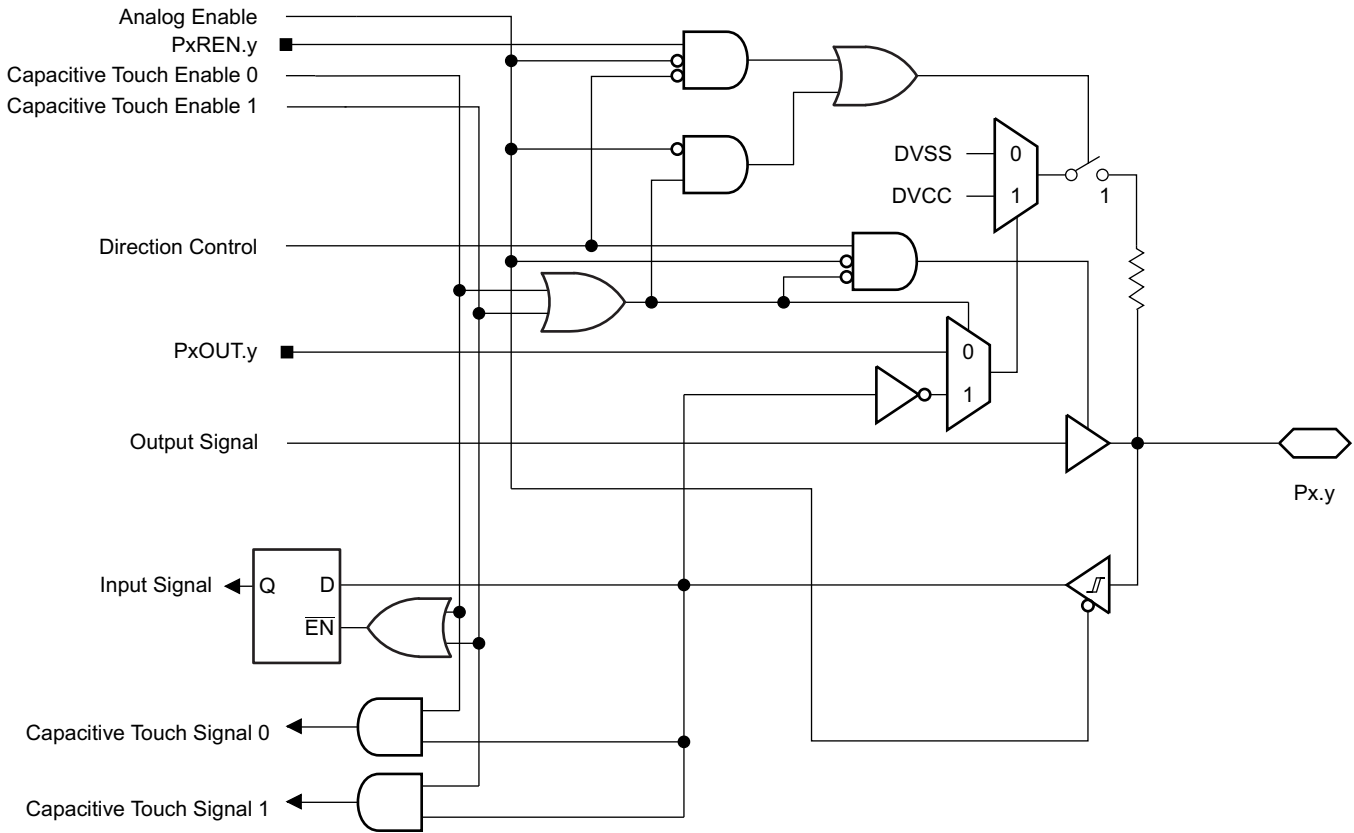 Analog Enable
PxREN.y
Capacitive Touch Enable 0
Capacitive Touch Enable 1
DVSS
0
DVCC
1
1
Direction Control
PxOUT.y
0
1
Output Signal
Px.y
Input Signal
Q
D
EN
Capacitive Touch Signal 0
Capacitive Touch Signal 1